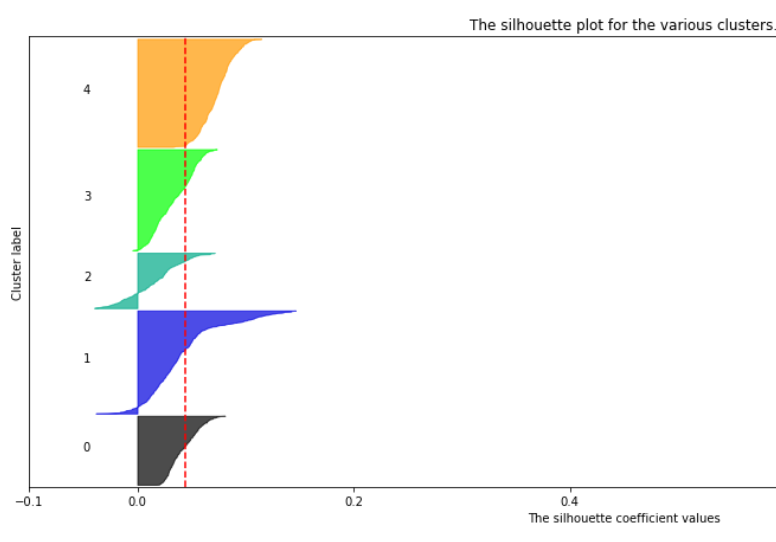 The silhouette plot for the various clusters.
Cluster label
4
3
2
1
0
−0.1 0.0 0.2 0.4
The silhouette coefficient values